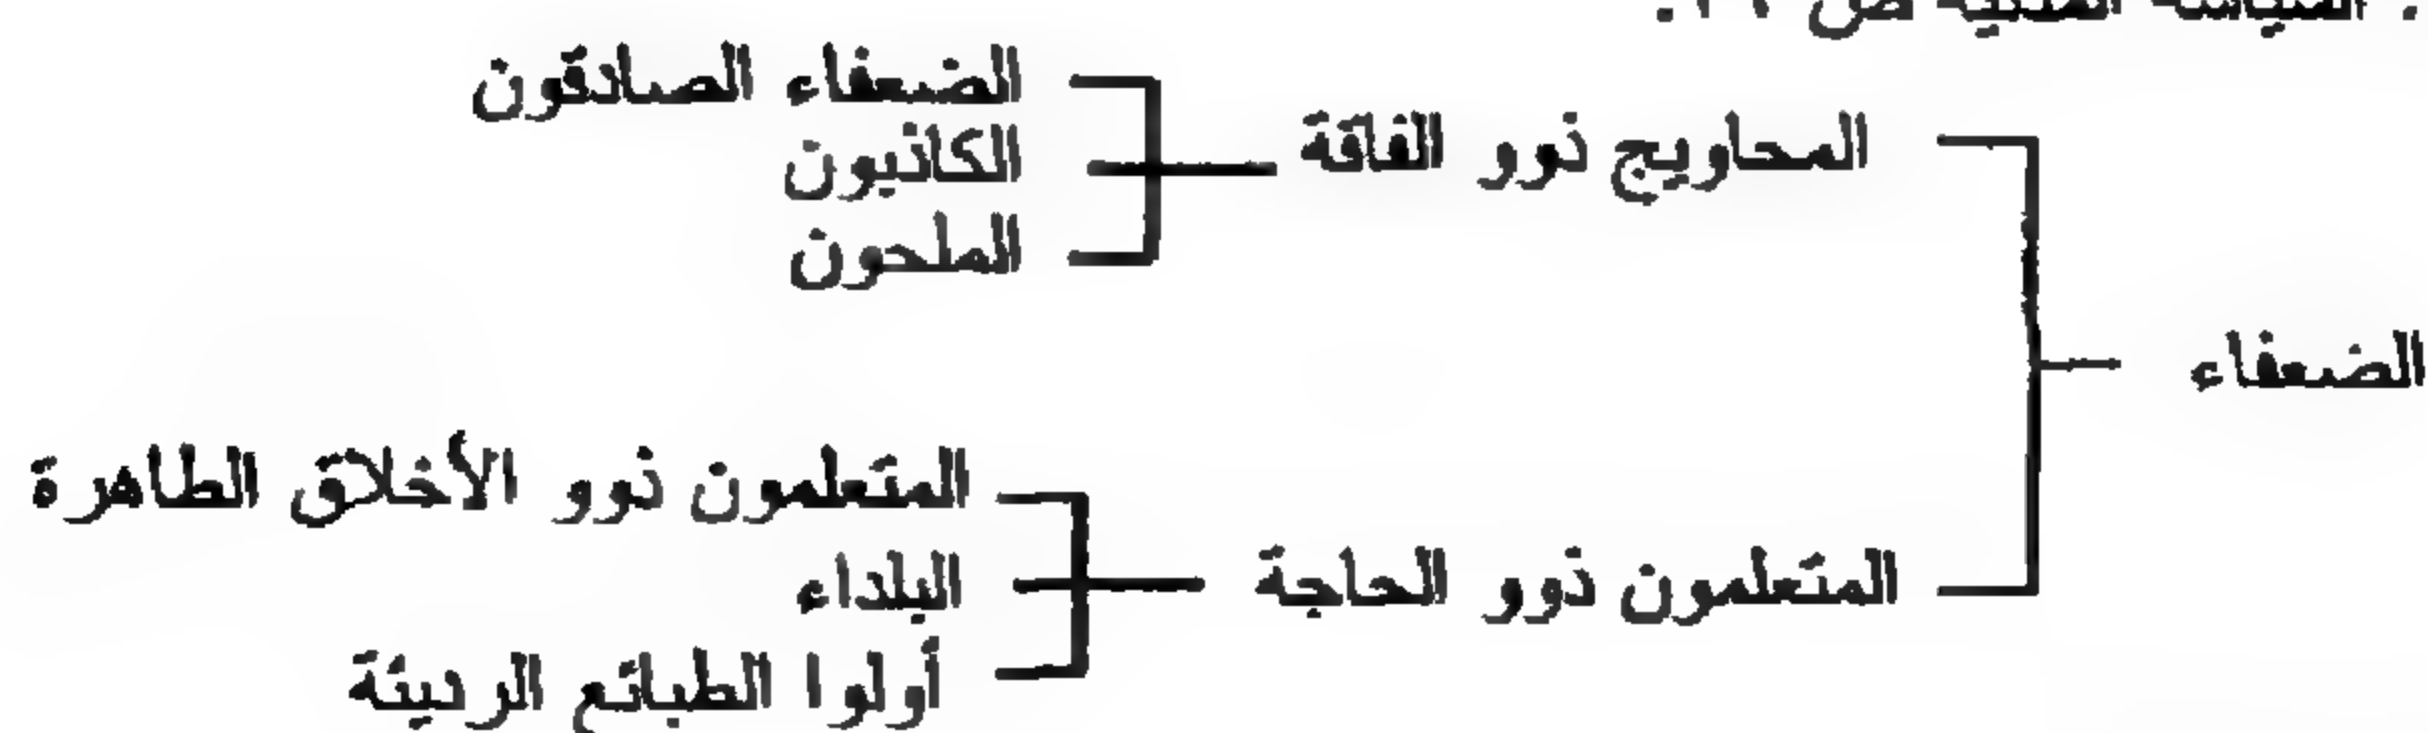 الضعفاء
المحاويج ذوو الفاقة
الضعفاء الصادقون
الكاذبون
الملحون
المتعلمون ذوو الحاجة
المتعلمون ذوو الأخلاق الطاهرة
البلداء
أولوا الطبائع الرديئة